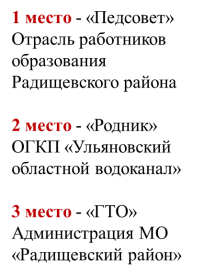 1 место - «Педсовет»
Отрасль работников
образования
Радищевского района
2 место - «Родник»
ОГКП «Ульяновский
областной водоканал»
3 место - «ГТО»
Администрация МО
«Радищевский район»